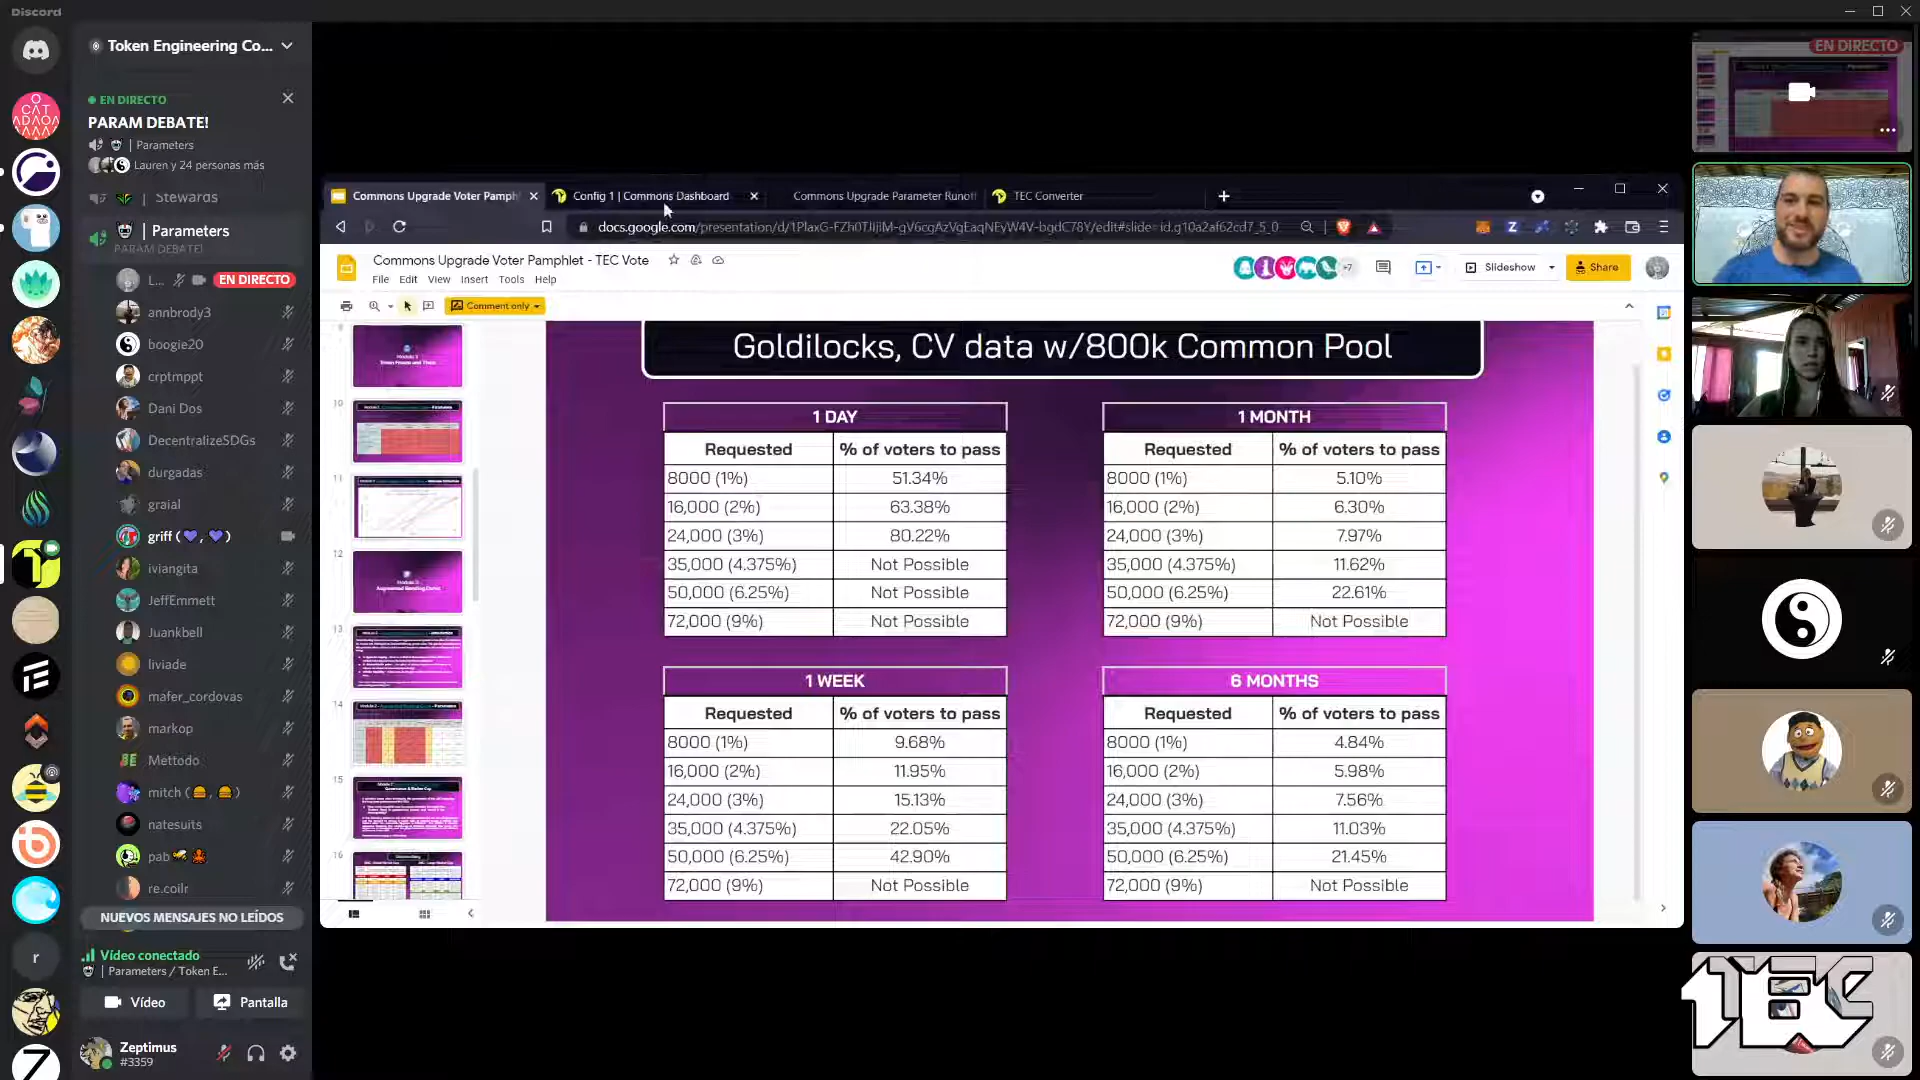 Discord
Token Engineering Co...
EN DIRECTO
PARAM DEBATE!
| Parameters
Lauren y 24 personas más
| Stewards
| Parameters
PARAM DEBATE!
L... EN DIRECTO
annbrody3
boogie20
crptmppt
Dani Dos
DecentralizeSDGs
durgadas
graial
griff (💜, 💜)
iviangita
JeffEmmett
Juankbell
liviade
mafer_cordovas
markop
Mettodo
mitch (🍔, 🍔)
natesuits
pab 🐝 🐙
re.coilr
NUEVOS MENSAJES NO LEÍDOS
Vídeo conectado
| Parameters / Token E...
Vídeo
Pantalla
Zeptimus
#3359
Commons Upgrade Voter Pamph
Config 1 | Commons Dashboard
Commons Upgrade Parameter Runoff
TEC Converter
Commons Upgrade Voter Pamphlet - TEC Vote
File Edit View Insert Tools Help
+7
Slideshow
Share
Comment only
10
11
12
13
14
15
16
Goldilocks, CV data w/800k Common Pool
1 DAY
Requested % of voters to pass
8000 (1%) 51.34%
16,000 (2%) 63.38%
24,000 (3%) 80.22%
35,000 (4.375%) Not Possible
50,000 (6.25%) Not Possible
72,000 (9%) Not Possible
1 MONTH
Requested % of voters to pass
8000 (1%) 5.10%
16,000 (2%) 6.30%
24,000 (3%) 7.97%
35,000 (4.375%) 11.62%
50,000 (6.25%) 22.61%
72,000 (9%) Not Possible
1 WEEK
Requested % of voters to pass
8000 (1%) 9.68%
16,000 (2%) 11.95%
24,000 (3%) 15.13%
35,000 (4.375%) 22.05%
50,000 (6.25%) 42.90%
72,000 (9%) Not Possible
6 MONTHS
Requested % of voters to pass
8000 (1%) 4.84%
16,000 (2%) 5.98%
24,000 (3%) 7.56%
35,000 (4.375%) 11.03%
50,000 (6.25%) 21.45%
72,000 (9%) Not Possible
EN DIRECTO
TEC